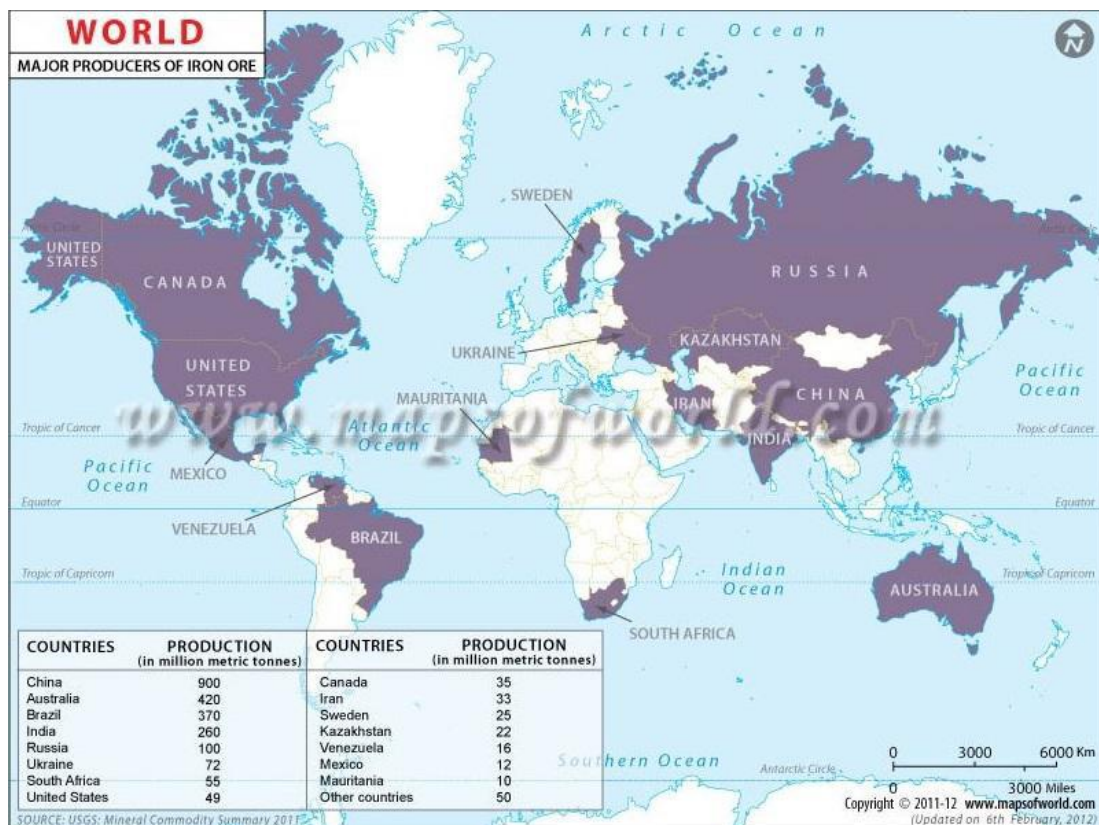 WORLD
MAJOR PRODUCERS OF IRON ORE
Arctic Ocean
N
SWEDEN
Arctic Circle
Arctic Circle
UNITED
STATES
CANADA
RUSSIA
UKRAINE
KAZAKHSTAN
UNITED
STATES
MAURITANIA
IRAN
CHINA
Pacific
Ocean
www.mapsofworld.com
Atlantic
Ocean
INDIA
Tropic of Cancer
Tropic of Cancer
Pacific
Ocean
MEXICO
Equator
Equator
VENEZUELA
BRAZIL
Indian
Ocean
Tropic of Capricorn
Tropic of Capricorn
AUSTRALIA
SOUTH AFRICA
COUNTRIES PRODUCTION COUNTRIES PRODUCTION
(in million metric tonnes) (in million metric tonnes)
China 900 Canada 35
Australia 420 Iran 33
Brazil 370 Sweden 25
India 260 Kazakhstan 22
Russia 100 Venezuela 16
Ukraine 72 Mexico 12
South Africa 55 Mauritania 10
United States 49 Other countries 50
Southern Ocean
Antarctic Circle
0 3000 6000 Km
0 3000 Miles
Copyright © 2011-12 www.mapsofworld.com
(Updated on 6th February, 2012)
SOURCE: USGS: Mineral Commodity Summary 2011